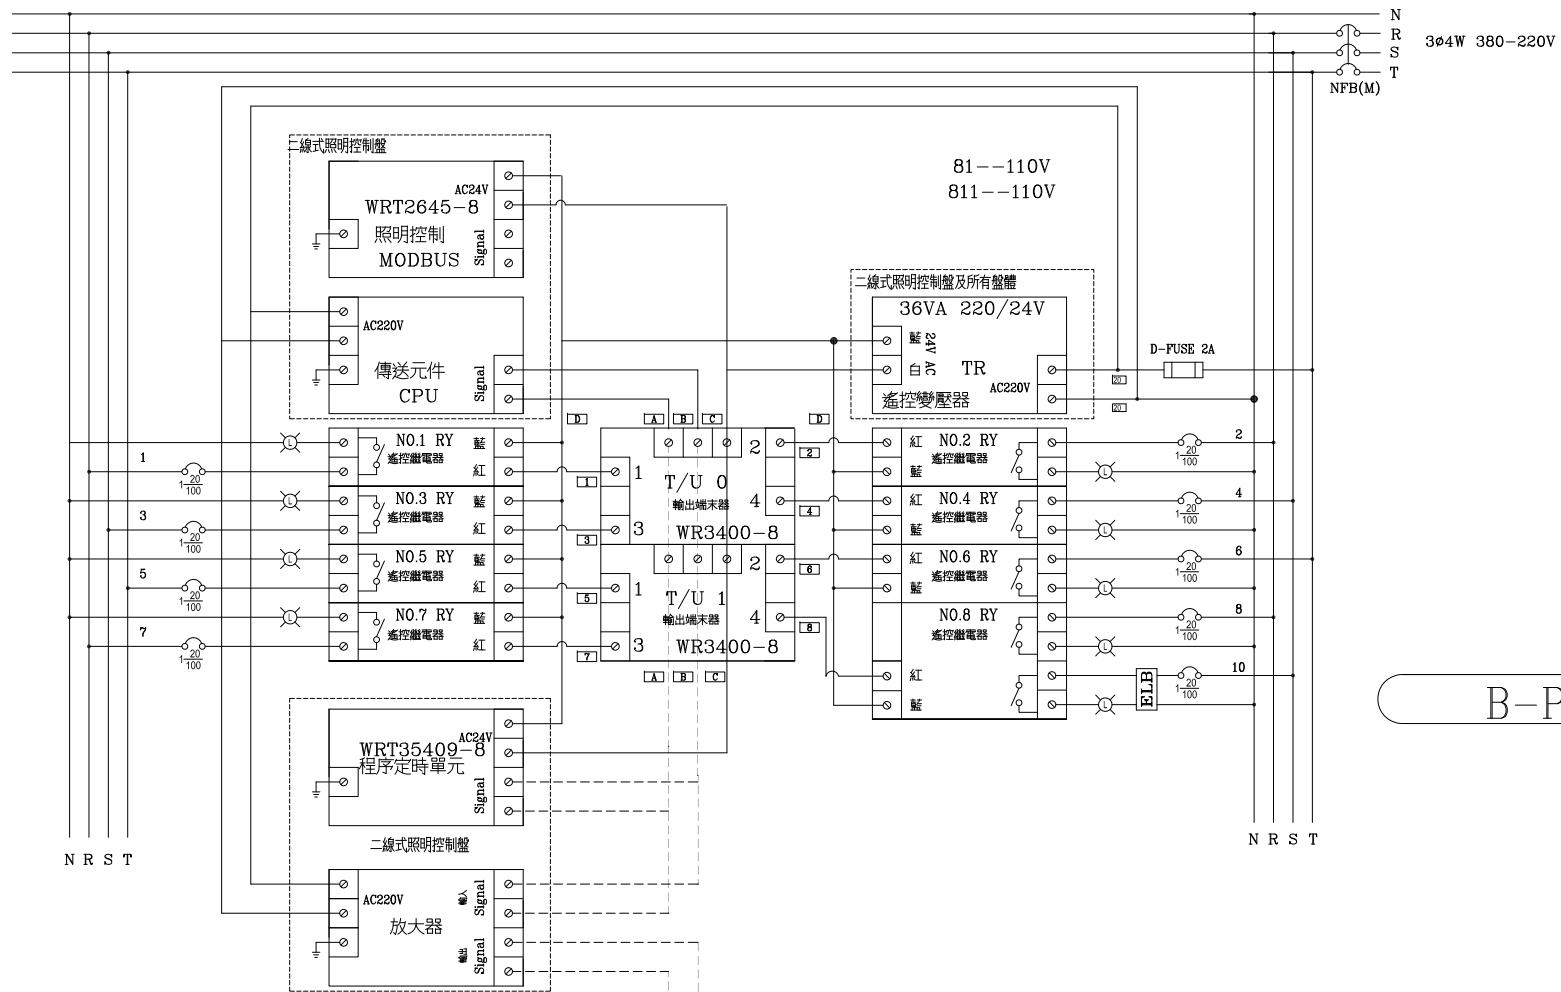 N
R
S
T
3ø4W 380-220V
NFB(M)
二線式照明控制盤
AC24V
WRT2645-8
照明控制
MODBUS
Signal
81--110V
811--110V
AC220V
傳送元件
CPU
Signal
二線式照明控制盤及所有盤體
36VA 220/24V
藍
白
24V
AC
TR
AC220V
遙控變壓器
D-FUSE 2A
20
20
D
A
B
C
D
1
1 20/100
NO.1 RY
遙控繼電器
藍
紅
1
3
1 20/100
NO.3 RY
遙控繼電器
藍
紅
3
5
1 20/100
NO.5 RY
遙控繼電器
藍
紅
5
7
1 20/100
NO.7 RY
遙控繼電器
藍
紅
7
L
L
L
L
1
2
T/U 0
輸出端末器
3
4
WR3400-8
1
2
T/U 1
輸出端末器
3
4
WR3400-8
A
B
C
2
4
6
8
紅
藍
NO.2 RY
遙控繼電器
2
1 20/100
L
紅
藍
NO.4 RY
遙控繼電器
4
1 20/100
L
紅
藍
NO.6 RY
遙控繼電器
6
1 20/100
L
NO.8 RY
遙控繼電器
8
1 20/100
L
紅
藍
10
1 20/100
L
ELB
B-P
AC24V
WRT35409-8
程序定時單元
Signal
二線式照明控制盤
AC220V
放大器
輸入
Signal
輸出
Signal
N R S T
N R S T